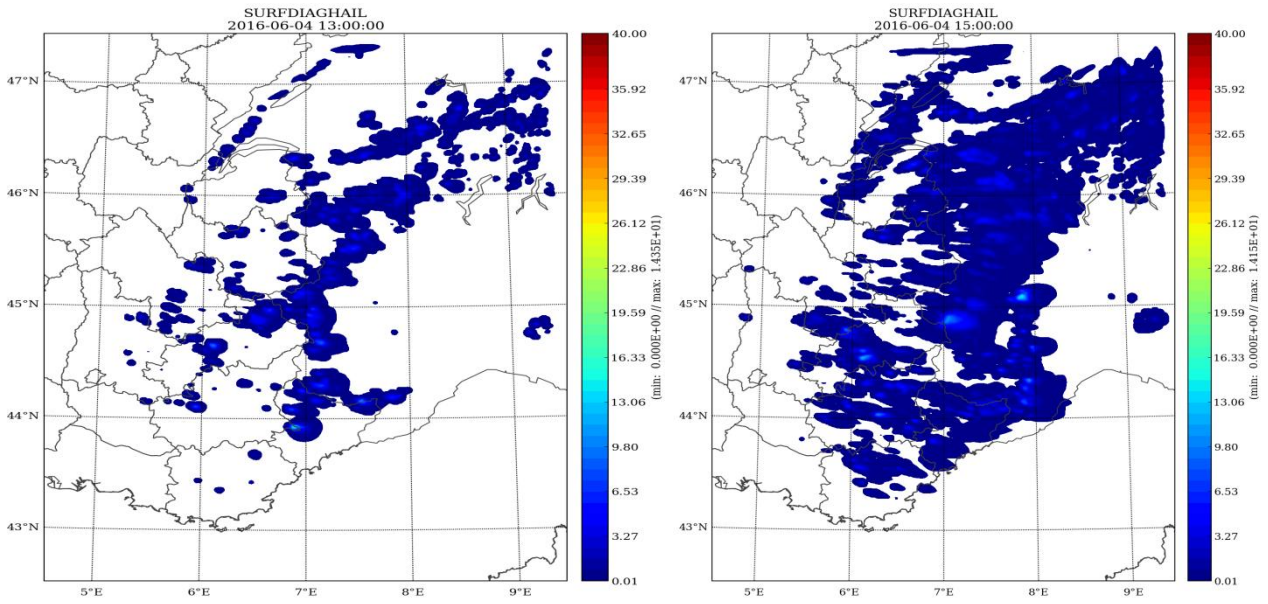 SURFDIAGHAIL
2016-06-04 13:00:00
47°N
46°N
45°N
44°N
43°N
5°E
6°E
7°E
8°E
9°E
40.00
35.92
32.65
29.39
26.12
22.86
19.59
16.33
13.06
9.80
6.53
3.27
0.01
(min: 0.000E+00 // max: 1.435E+01)
SURFDIAGHAIL
2016-06-04 15:00:00
47°N
46°N
45°N
44°N
43°N
5°E
6°E
7°E
8°E
9°E
40.00
35.92
32.65
29.39
26.12
22.86
19.59
16.33
13.06
9.80
6.53
3.27
0.01
(min: 0.000E+00 // max: 1.415E+01)